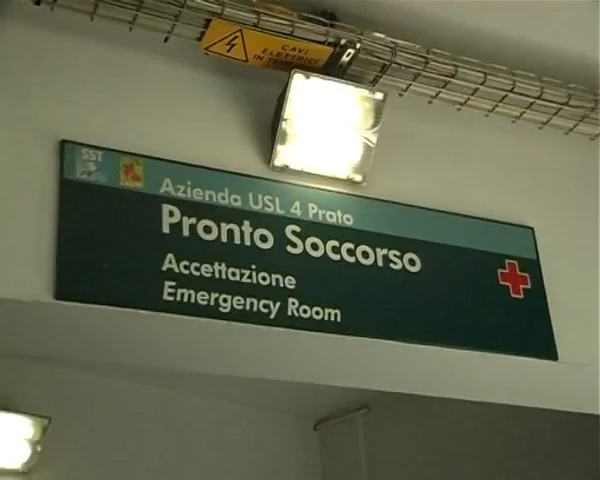 CAVI
ELETTRICI
IN TENSIONE
SST
Azienda USL 4 Prato
Pronto Soccorso
Accettazione
Emergency Room